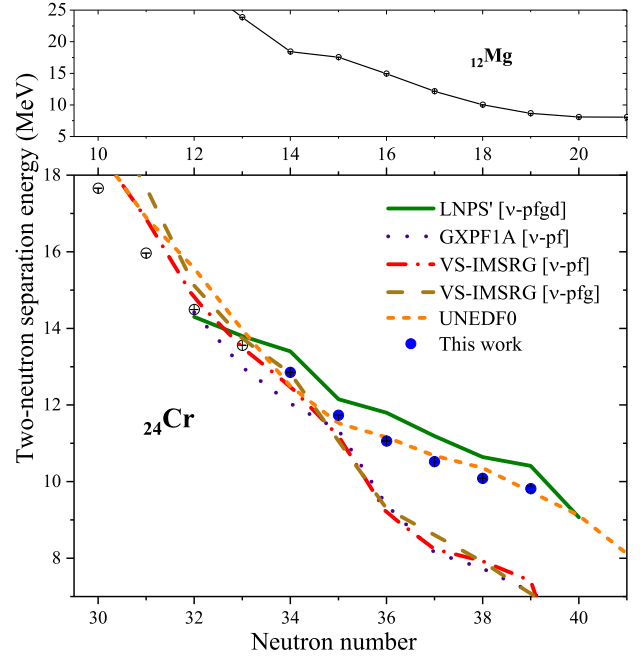 25
20
15
10
5
₁₂Mg
10 12 14 16 18 20
Two-neutron separation energy (MeV)
18
16
14
12
10
8
LNPS' [ν-pfgd]
GXPF1A [ν-pf]
VS-IMSRG [ν-pf]
VS-IMSRG [ν-pfg]
UNEDF0
This work
₂₄Cr
30 32 34 36 38 40
Neutron number